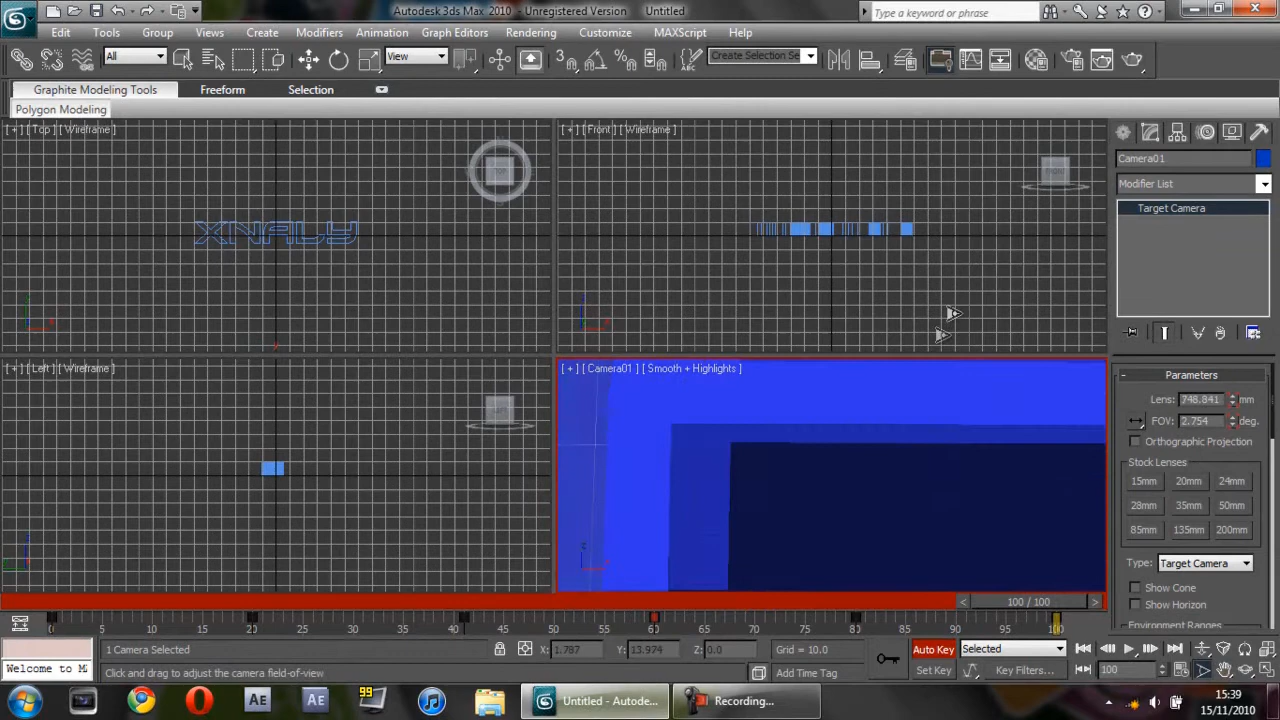 Autodesk 3ds Max 2010 - Unregistered Version Untitled
Type a keyword or phrase
Edit Tools Group Views Create Modifiers Animation Graph Editors Rendering Customize MAXScript Help
All View Create Selection Se
Graphite Modeling Tools Freeform Selection
Polygon Modeling
[ + ] [ Top ] [ Wireframe ]
TOP
XNALY
[ + ] [ Front ] [ Wireframe ]
FRONT
[ + ] [ Left ] [ Wireframe ]
LEFT
[ + ] [ Camera01 ] [ Smooth + Highlights ]
Camera01
Modifier List
Target Camera
Parameters
Lens: 748.841 mm
FOV: 2.754 deg.
Orthographic Projection
Stock Lenses
15mm 20mm 24mm
28mm 35mm 50mm
85mm 135mm 200mm
Type: Target Camera
Show Cone
Show Horizon
Environment Ranges
< 100 / 100 >
0 5 10 15 20 25 30 35 40 45 50 55 60 65 70 75 80 85 90 95 100
1 Camera Selected X: 1.787 Y: 13.974 Z: 0.0 Grid = 10.0 Auto Key Selected
Welcome to M Click and drag to adjust the camera field-of-view Add Time Tag Set Key Key Filters... 100
Ae Ae 99 Untitled - Autode... Recording... 15:39
15/11/2010